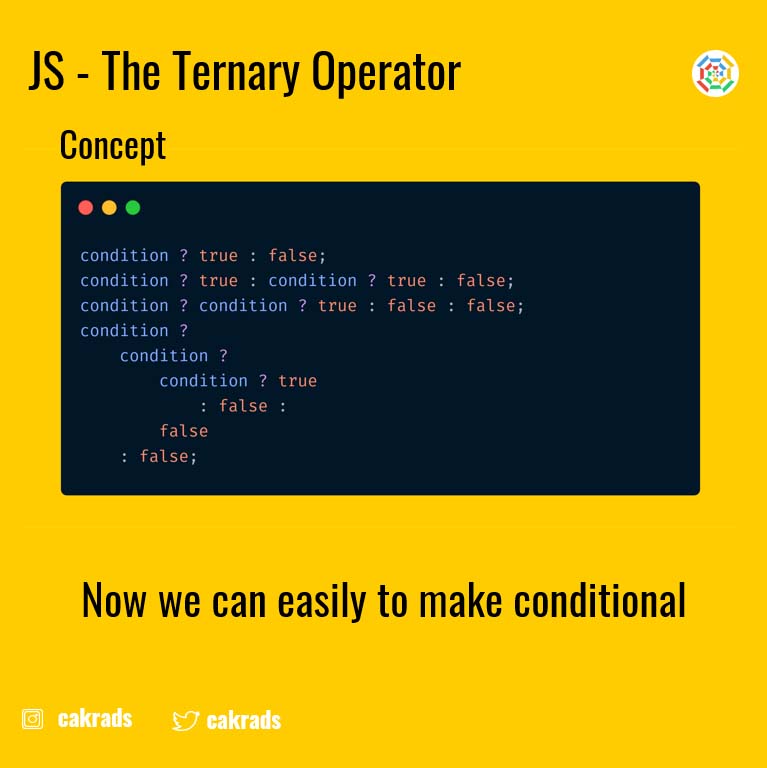 JS - The Ternary Operator
Concept
condition ? true : false;
condition ? true : condition ? true : false;
condition ? condition ? true : false : false;
condition ?
    condition ?
        condition ? true
            : false :
        false
    : false;
Now we can easily to make conditional
cakrads cakrads